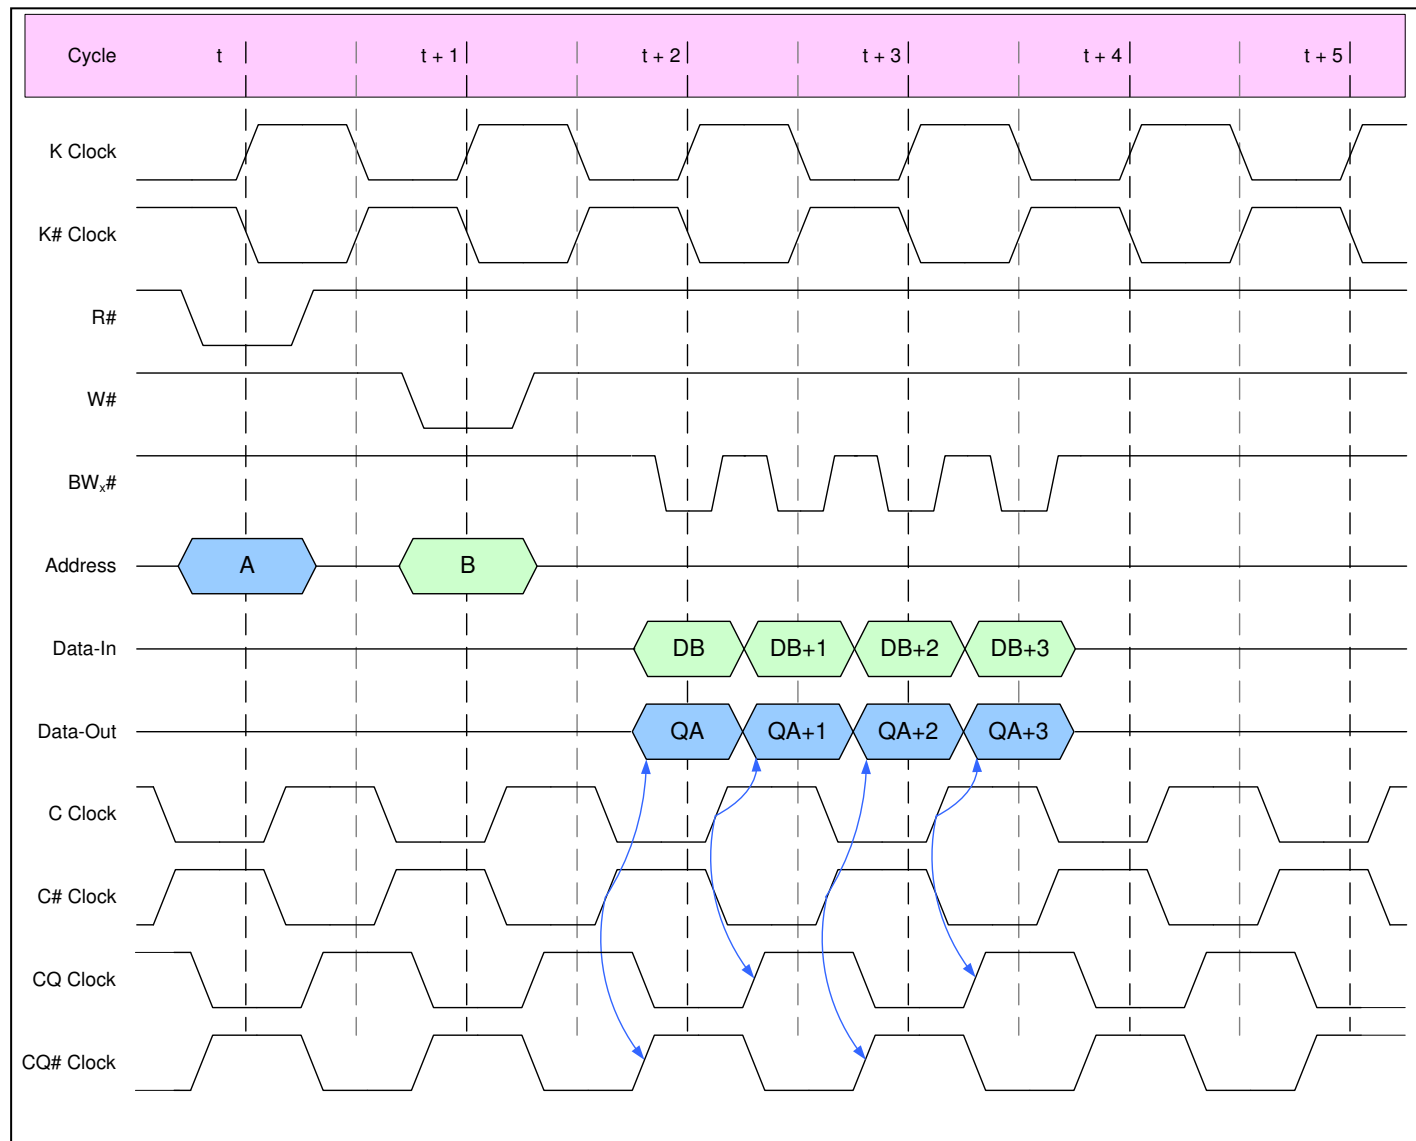 Cycle t t + 1 t + 2 t + 3 t + 4 t + 5
K Clock
K# Clock
R#
W#
BWx#
Address A B
Data-In DB DB+1 DB+2 DB+3
Data-Out QA QA+1 QA+2 QA+3
C Clock
C# Clock
CQ Clock
CQ# Clock